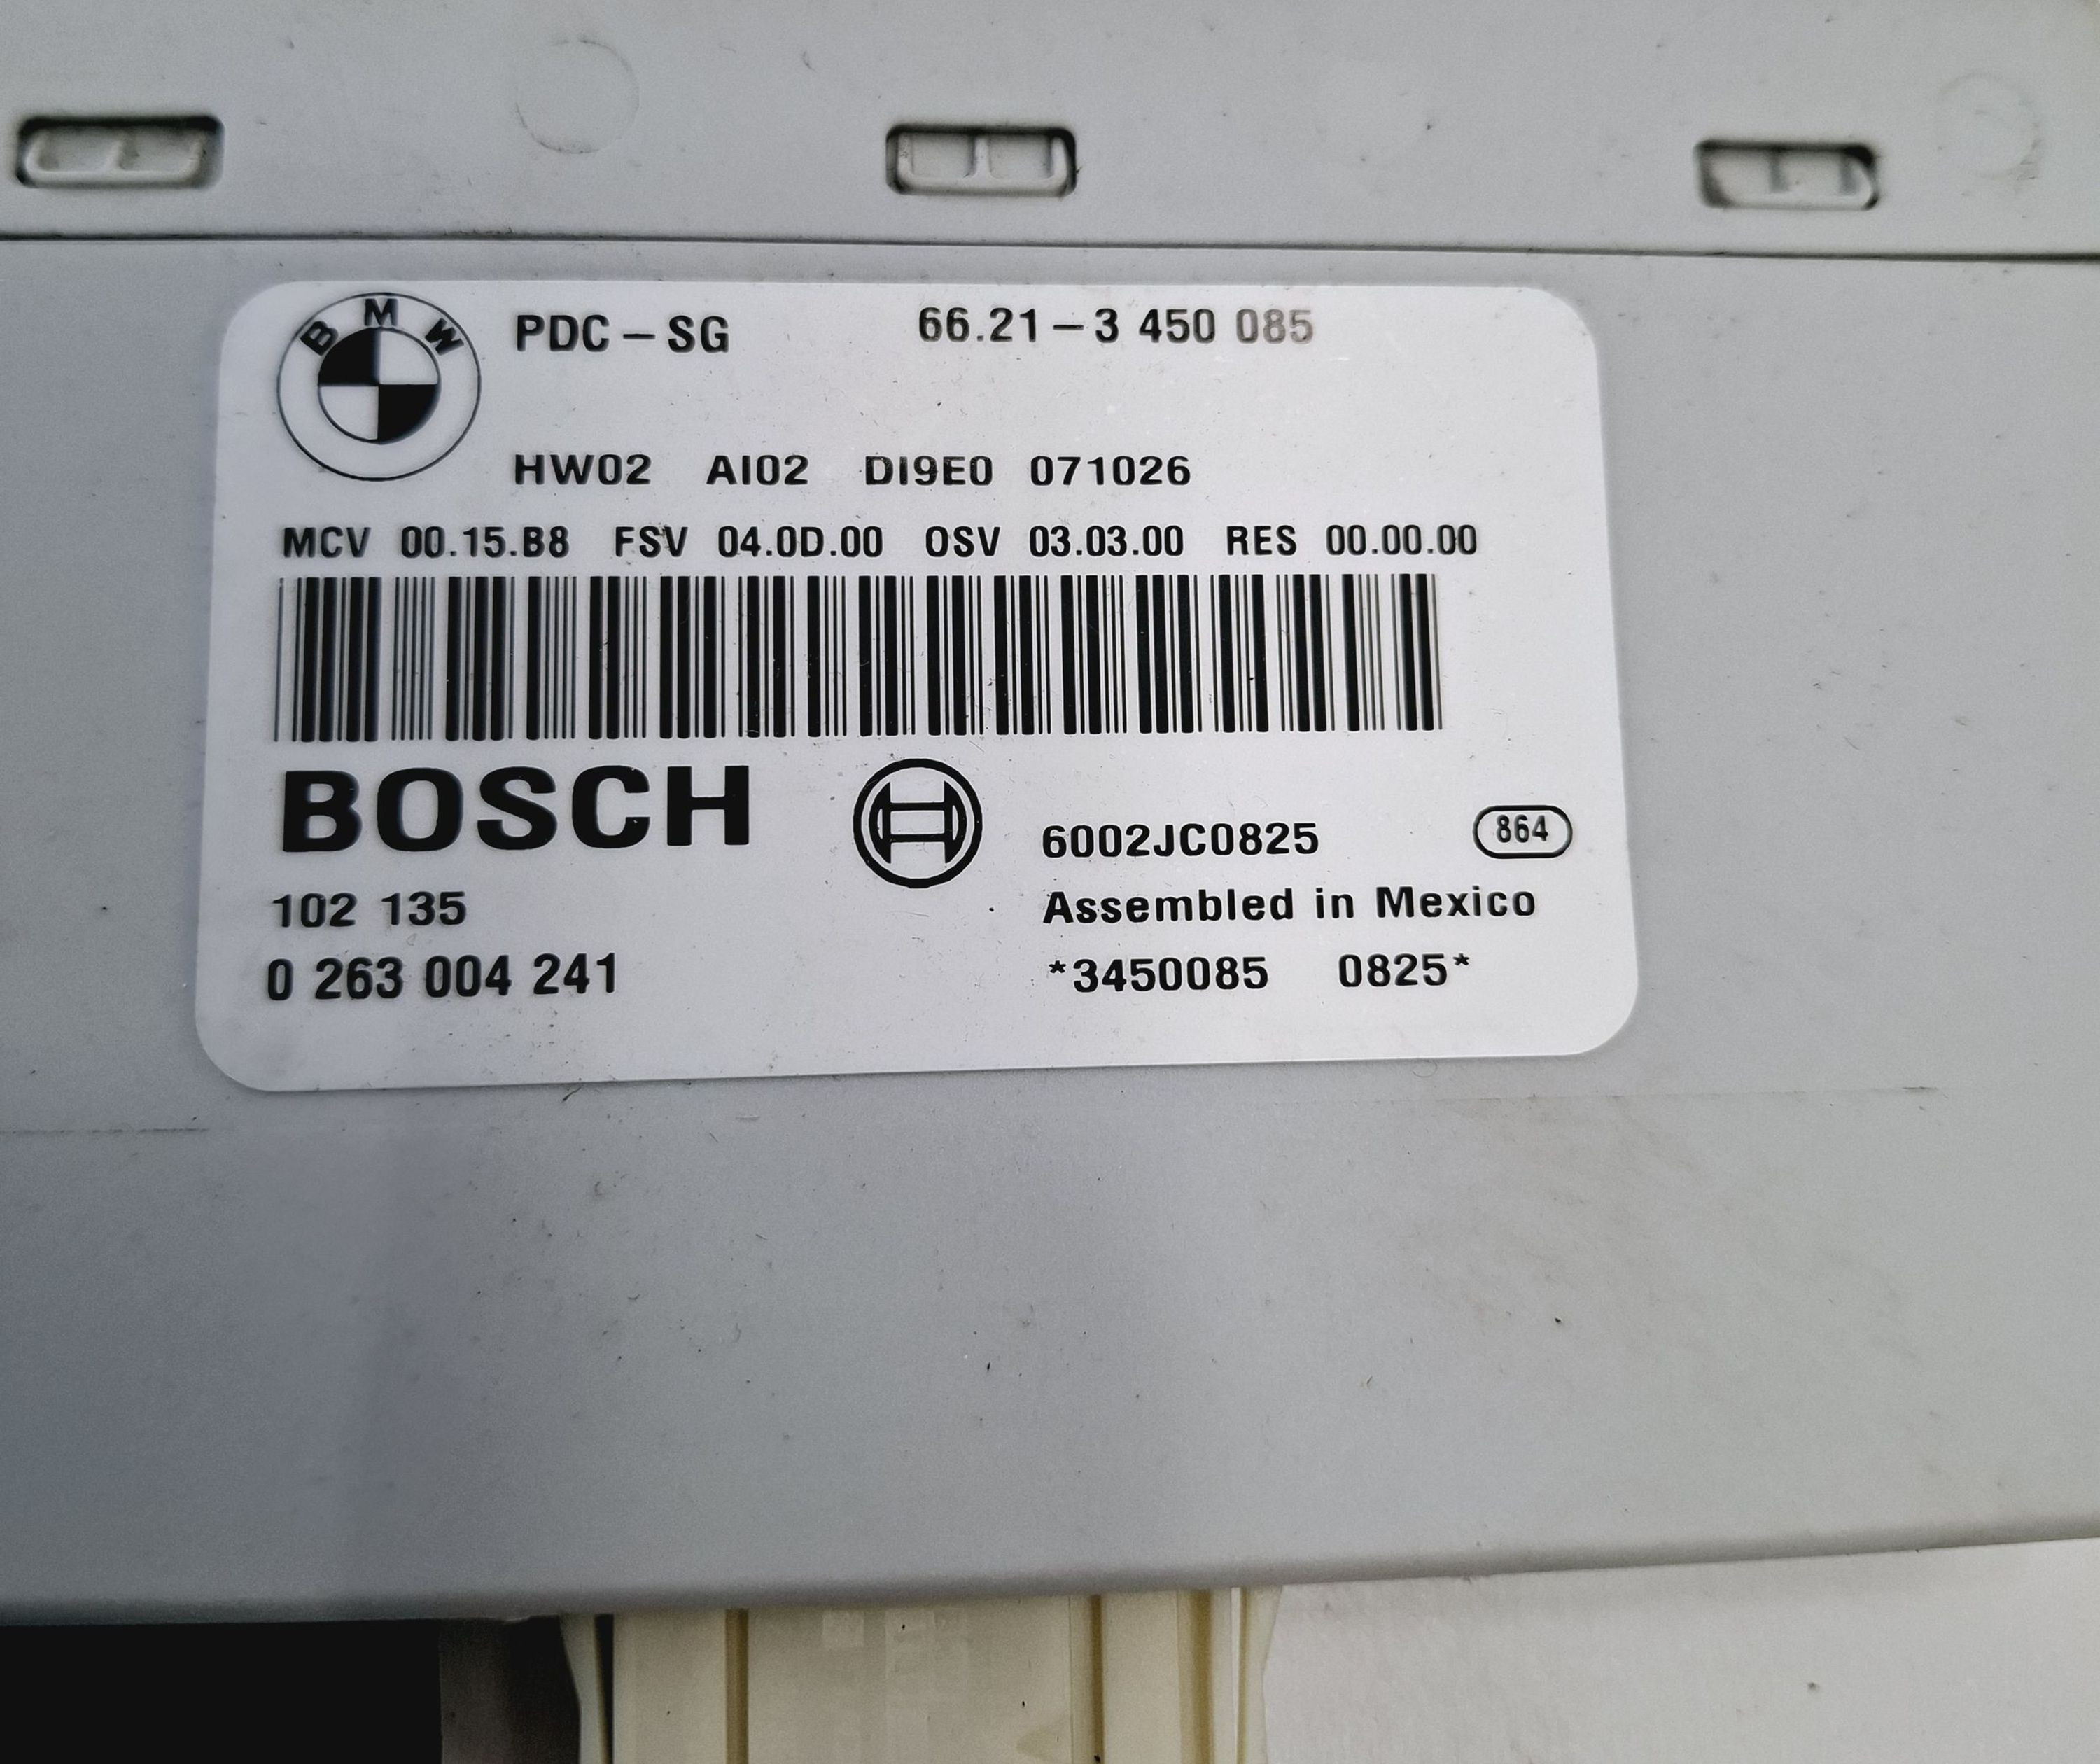 BMW
PDC – SG 66.21 – 3 450 085
HW02 AI02 DI9E0 071026
MCV 00.15.B8 FSV 04.0D.00 OSV 03.03.00 RES 00.00.00
BOSCH
6002JC0825 864
102 135 Assembled in Mexico
0 263 004 241 *3450085 0825*